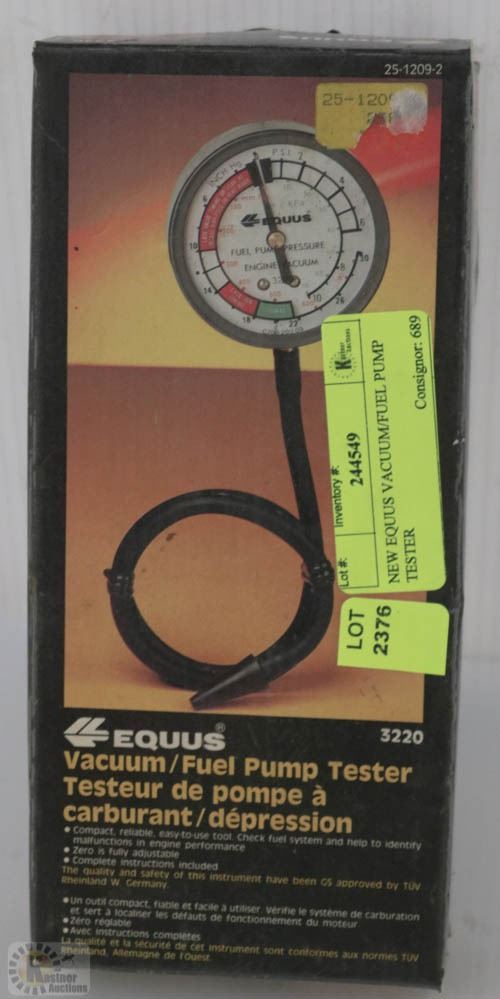 25-1209-2
25-120
P.S.I.
INCH Hg
KPa
EQUUS
FUEL PUMP PRESSURE
ENGINE VACUUM
Kastner Auctions
Lot #:
Inventory #:
244549
NEW EQUUS VACUUM/FUEL PUMP
TESTER
Consignor: 689
LOT
2376
EQUUS®
3220
Vacuum/Fuel Pump Tester
Testeur de pompe à
carburant/dépression
• Compact, reliable, easy-to-use tool. Check fuel system and help to identify
malfunctions in engine performance
• Zero is fully adjustable
• Complete instructions included
The quality and safety of this instrument have been GS approved by TÜV
Rheinland W. Germany.
• Un outil compact, fiable et facile à utiliser. Vérifie le système de carburation
et sert à localiser les défauts de fonctionnement du moteur
• Zéro réglable
• Avec instructions complètes
La qualité et la sécurité de cet instrument sont conformes aux normes TÜV
Rheinland, Allemagne de l'Ouest.
Kastner
Auctions